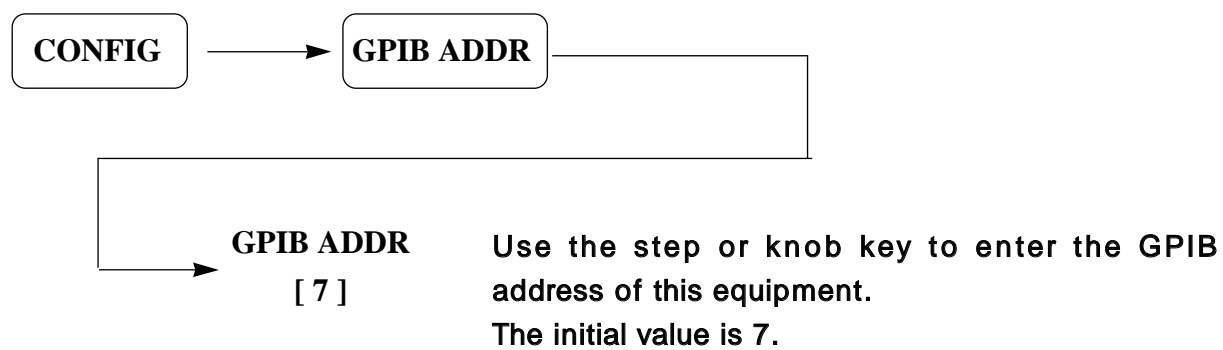 CONFIG GPIB ADDR
GPIB ADDR
[ 7 ]
Use the step or knob key to enter the GPIB
address of this equipment.
The initial value is 7.